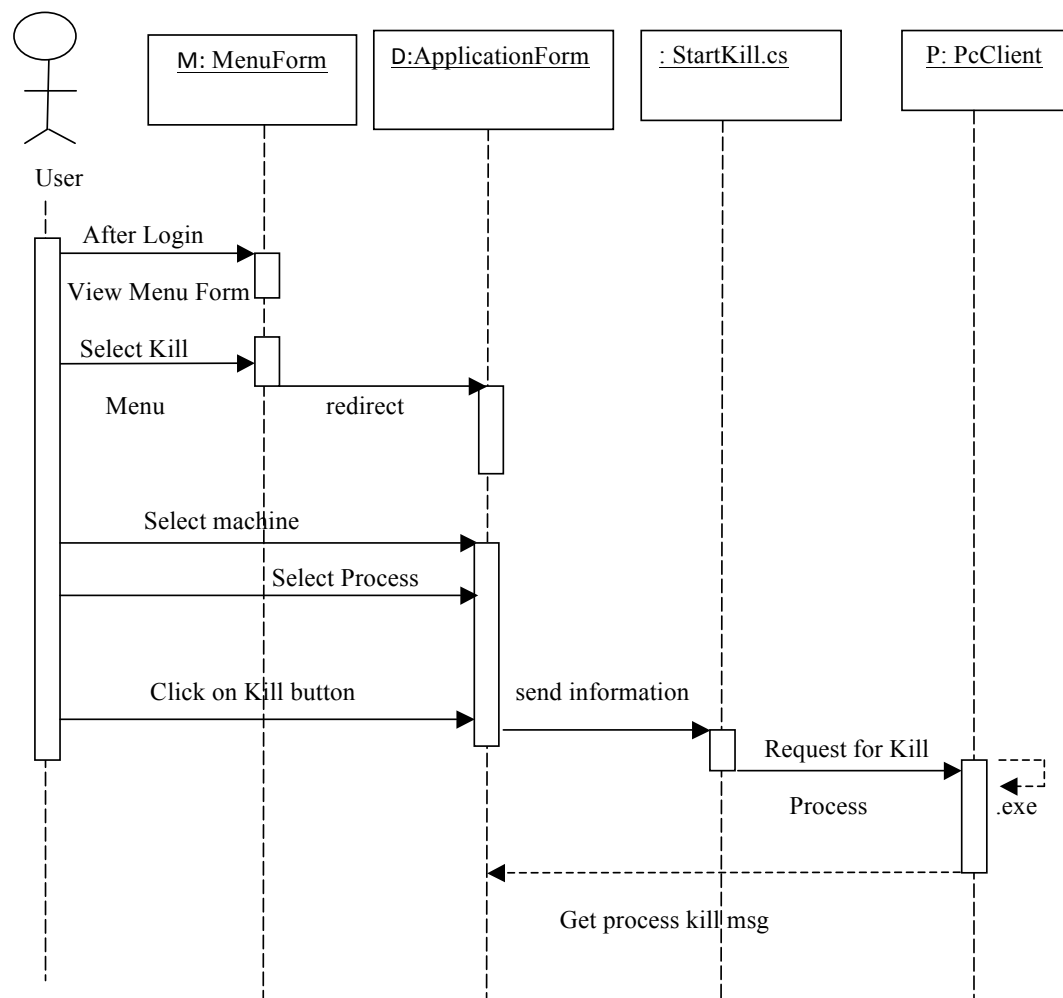 M: MenuForm
D:ApplicationForm
: StartKill.cs
P: PcClient
User
After Login
View Menu Form
Select Kill
Menu
redirect
Select machine
Select Process
Click on Kill button
send information
Request for Kill
Process
.exe
Get process kill msg